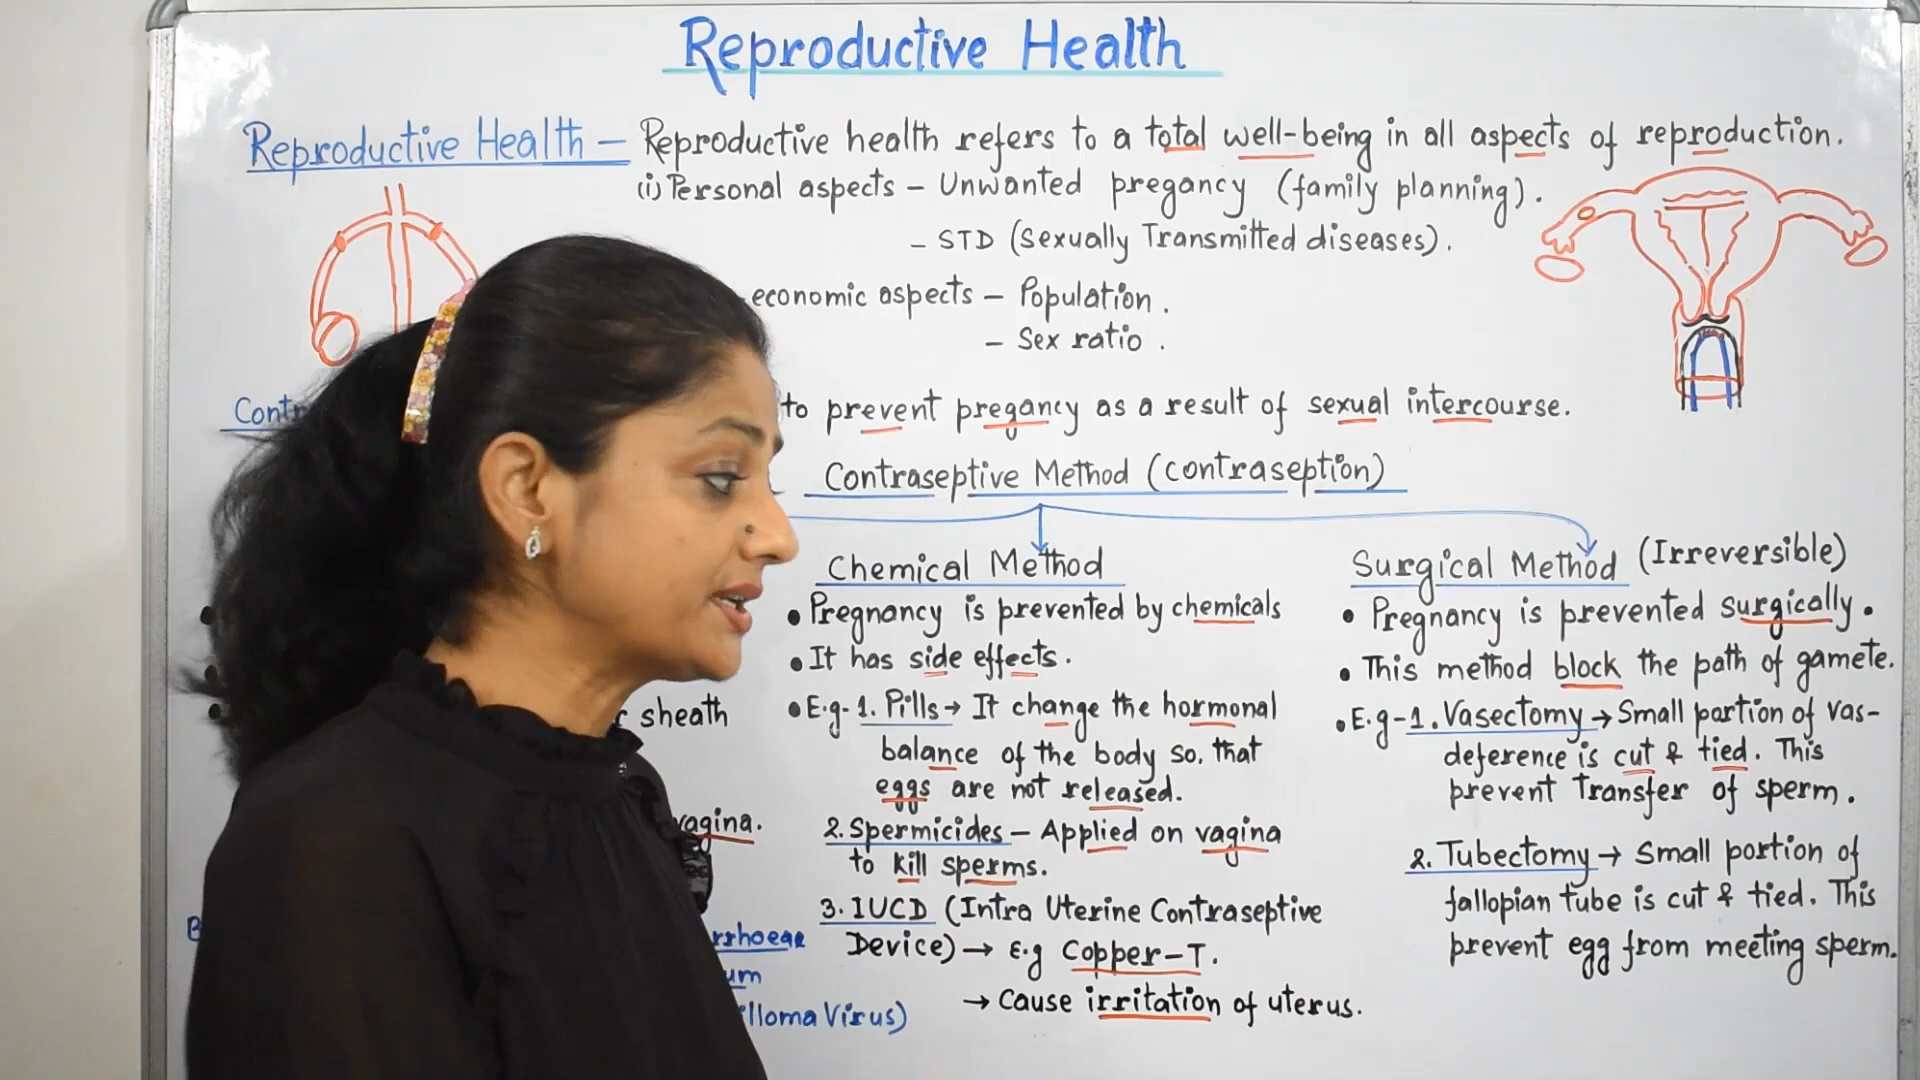 Reproductive Health
Reproductive Health – Reproductive health refers to a total well-being in all aspects of reproduction.
(i) Personal aspects – Unwanted pregancy (family planning).
– STD (Sexually Transmitted diseases).
economic aspects – Population.
– Sex ratio.
to prevent pregancy as a result of sexual intercourse.
Contraseptive Method (contraseption)
sheath
vagina.
Chemical Method
• Pregnancy is prevented by chemicals
• It has side effects.
• E.g- 1. Pills → It change the hormonal
balance of the body so, that
eggs are not released.
2. Spermicides – Applied on vagina
to kill sperms.
3. IUCD (Intra Uterine Contraseptive
Device) → E.g Copper-T.
→ Cause irritation of uterus.
Surgical Method (Irreversible)
• Pregnancy is prevented surgically.
• This method block the path of gamete.
• E.g-1. Vasectomy → Small portion of vas-
deference is cut & tied. This
prevent Transfer of sperm.
2. Tubectomy → Small portion of
fallopian tube is cut & tied. This
prevent egg from meeting sperm.
rrhoeae
um
illoma Virus)